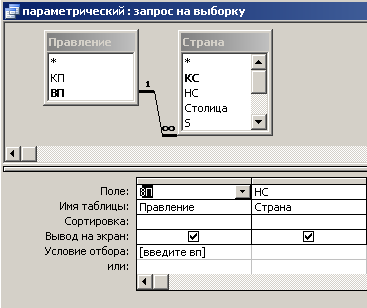 параметрический : запрос на выборку
Правление
*
КП
ВП
1
∞
Страна
*
КС
НС
Столица
S
Поле: ВП НС
Имя таблицы: Правление Страна
Сортировка:
Вывод на экран:
Условие отбора: [введите вп]
или: